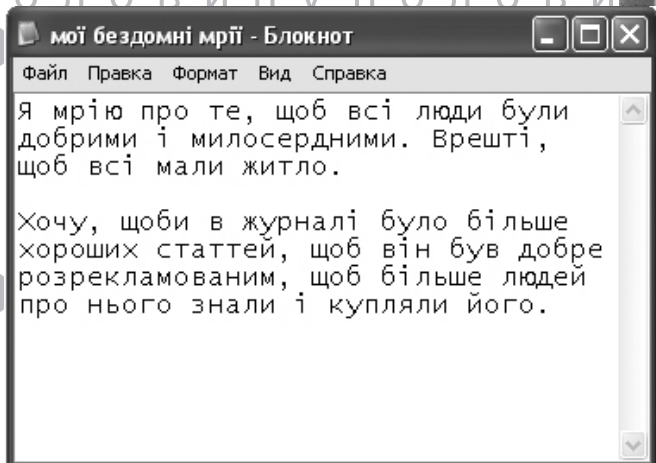 мої бездомні мрії - Блокнот
Файл Правка Формат Вид Справка
Я мрію про те, щоб всі люди були
добрими і милосердними. Врешті,
щоб всі мали житло.
Хочу, щоби в журналі було більше
хороших статтей, щоб він був добре
розрекламованим, щоб більше людей
про нього знали і купляли його.